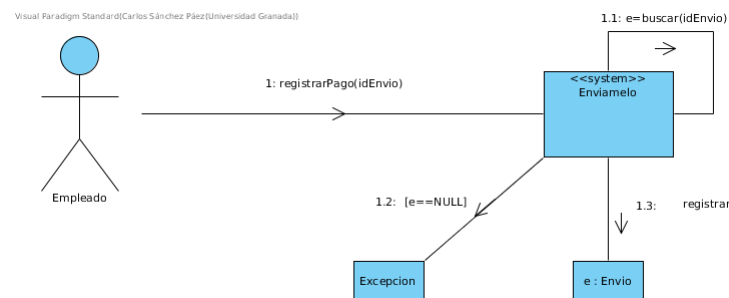 Visual Paradigm Standard(Carlos Sánchez Páez(Universidad Granada))
1.1: e=buscar(idEnvio)
<<system>>
Enviamelo
1: registrarPago(idEnvio)
Empleado
1.2: [e==NULL]
1.3: registrar
Excepcion
e : Envio